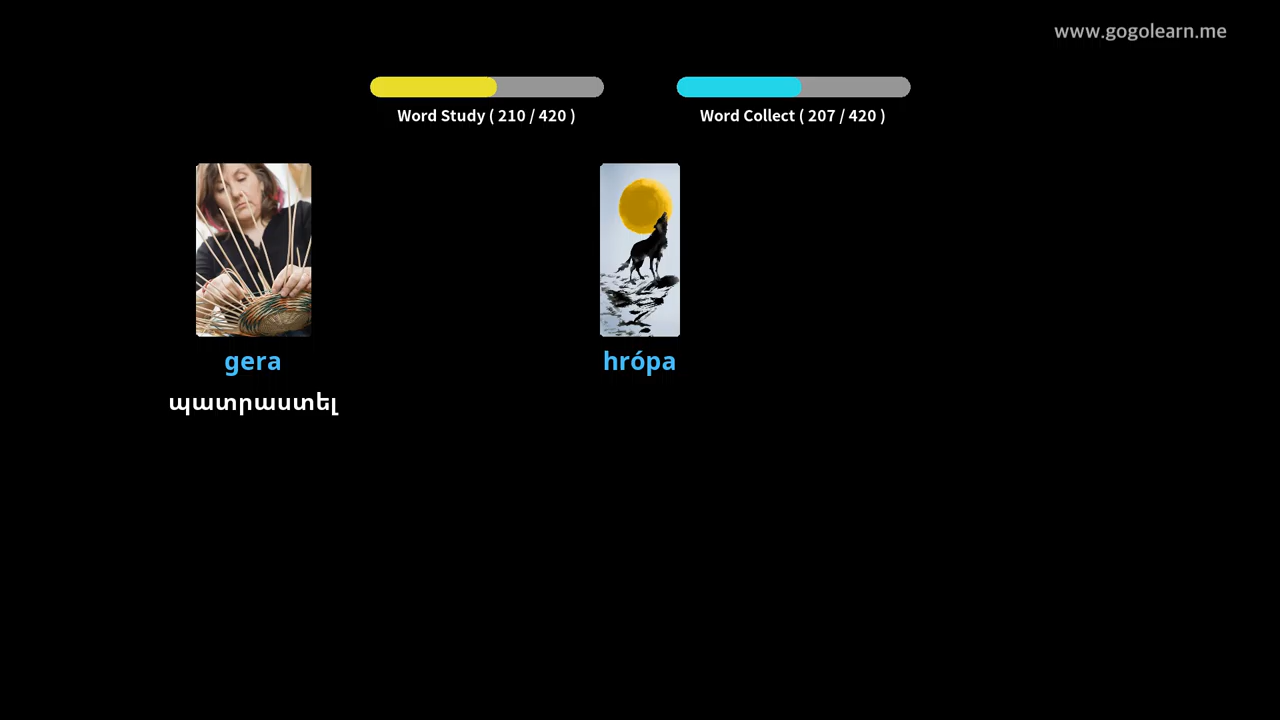 www.gogolearn.me
Word Study ( 210 / 420 )
Word Collect ( 207 / 420 )
gera
hrópa
պատրաստել